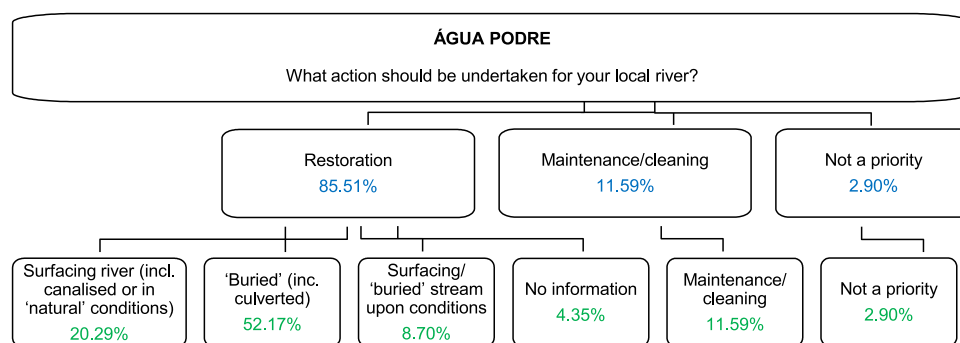 ÁGUA PODRE
What action should be undertaken for your local river?
Restoration
85.51%
Maintenance/cleaning
11.59%
Not a priority
2.90%
Surfacing river (incl.
canalised or in
‘natural’ conditions)
20.29%
‘Buried’ (inc.
culverted)
52.17%
Surfacing/
‘buried’ stream
upon conditions
8.70%
No information
4.35%
Maintenance/
cleaning
11.59%
Not a priority
2.90%